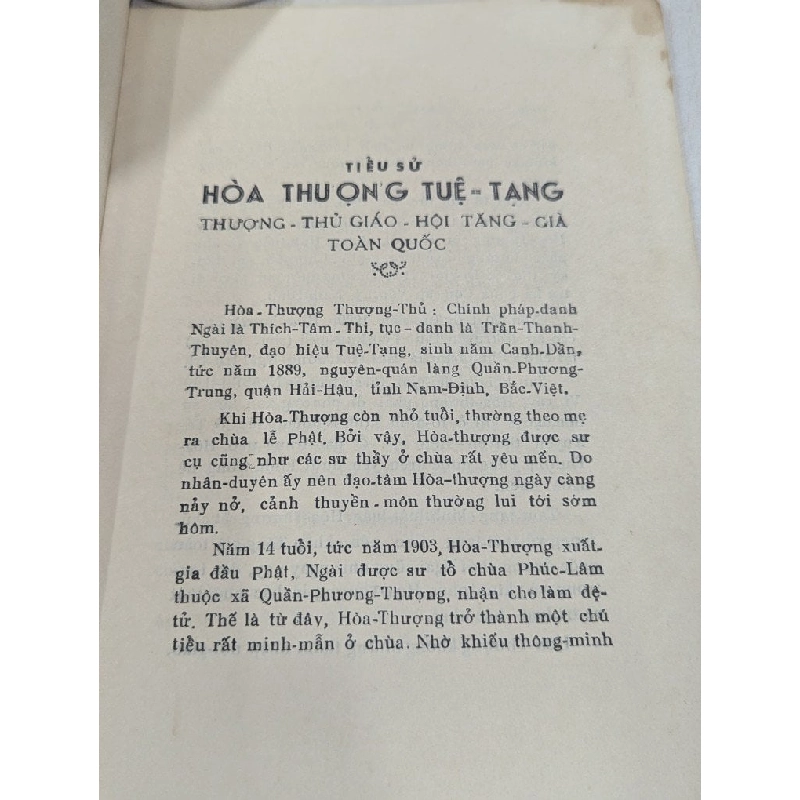 TIỀU SỬ
HÒA THƯỢNG TUỆ-TẠNG
THƯỢNG-THỦ GIÁO-HỘI TĂNG-GIÀ
TOÀN QUỐC
Hòa-Thượng Thượng-Thủ: Chính pháp-danh
Ngài là Thích-Tâm-Thi, tục-danh là Trần-Thanh-
Thuyên, đạo hiệu Tuệ-Tạng, sinh năm Canh-Dần,
tức năm 1889, nguyên-quán làng Quần-Phương-
Trung, quận Hải-Hậu, tỉnh Nam-Định, Bắc-Việt.
Khi Hòa-Thượng còn nhỏ tuổi, thường theo mẹ
ra chùa lễ Phật. Bởi vậy, Hòa-thượng được sư
cụ cũng như các sư thầy ở chùa rất yêu mến. Do
nhân-duyên ấy nên đạo-tâm Hòa-thượng ngày càng
nảy nở, cảnh thuyền-môn thường lui tới sớm
hôm.
Năm 14 tuổi, tức năm 1903, Hòa-Thượng xuất-
gia đầu Phật, Ngài được sư tổ chùa Phúc-Lâm
thuộc xã Quần-Phương-Thượng, nhận cho làm đệ-
tử. Thế là từ đây, Hòa-Thượng trở thành một chú
tiểu rất minh-mẫn ở chùa. Nhờ khiếu thông-minh